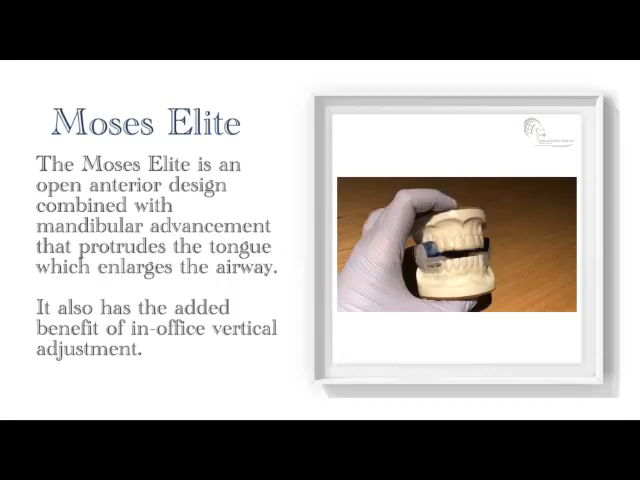 Moses Elite
The Moses Elite is an
open anterior design
combined with
mandibular advancement
that protrudes the tongue
which enlarges the airway.
It also has the added
benefit of in-office vertical
adjustment.